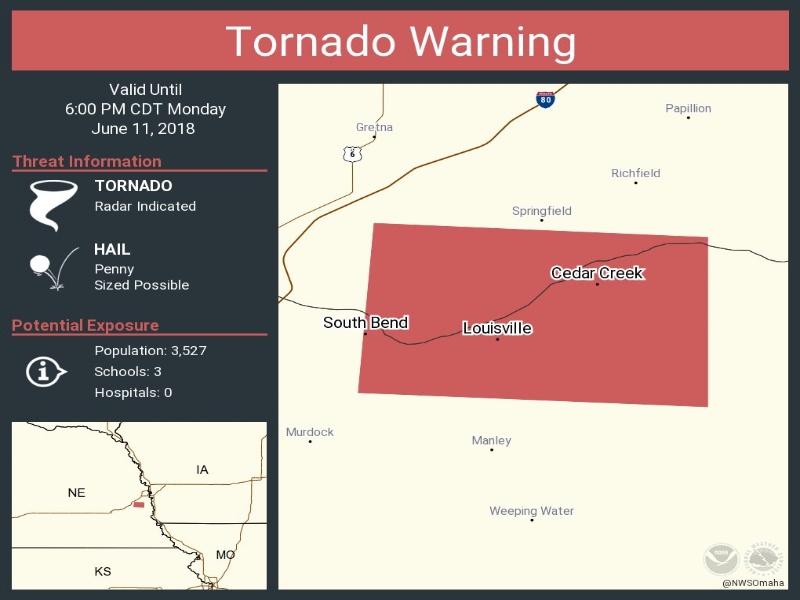 Tornado Warning
Valid Until
6:00 PM CDT Monday
June 11, 2018
Threat Information
TORNADO
Radar Indicated
HAIL
Penny
Sized Possible
Potential Exposure
Population: 3,527
Schools: 3
Hospitals: 0
NE
IA
MO
KS
80
Papillion
Gretna
6
Richfield
Springfield
Cedar Creek
South Bend
Louisville
Murdock
Manley
Weeping Water
@NWSOmaha